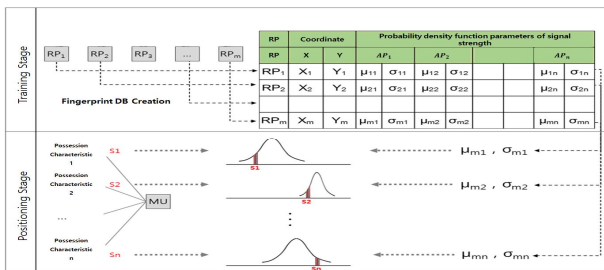 Training Stage
RP1 RP2 RP3 ... RPm
Fingerprint DB Creation
RP Coordinate Probability density function parameters of signal strength
RP X Y AP1 AP2 APn
RP1 X1 Y1 μ11 σ11 μ12 σ12 μ1n σ1n
RP2 X2 Y2 μ21 σ21 μ22 σ22 μ2n σ2n
RPm Xm Ym μm1 σm1 μm2 σm2 μmn σmn
Positioning Stage
Possession Characteristic 1
S1
S1
μm1 , σm1
Possession Characteristic 2
S2
MU
S2
μm2 , σm2
...
Possession Characteristic n
Sn
Sn
μmn , σmn